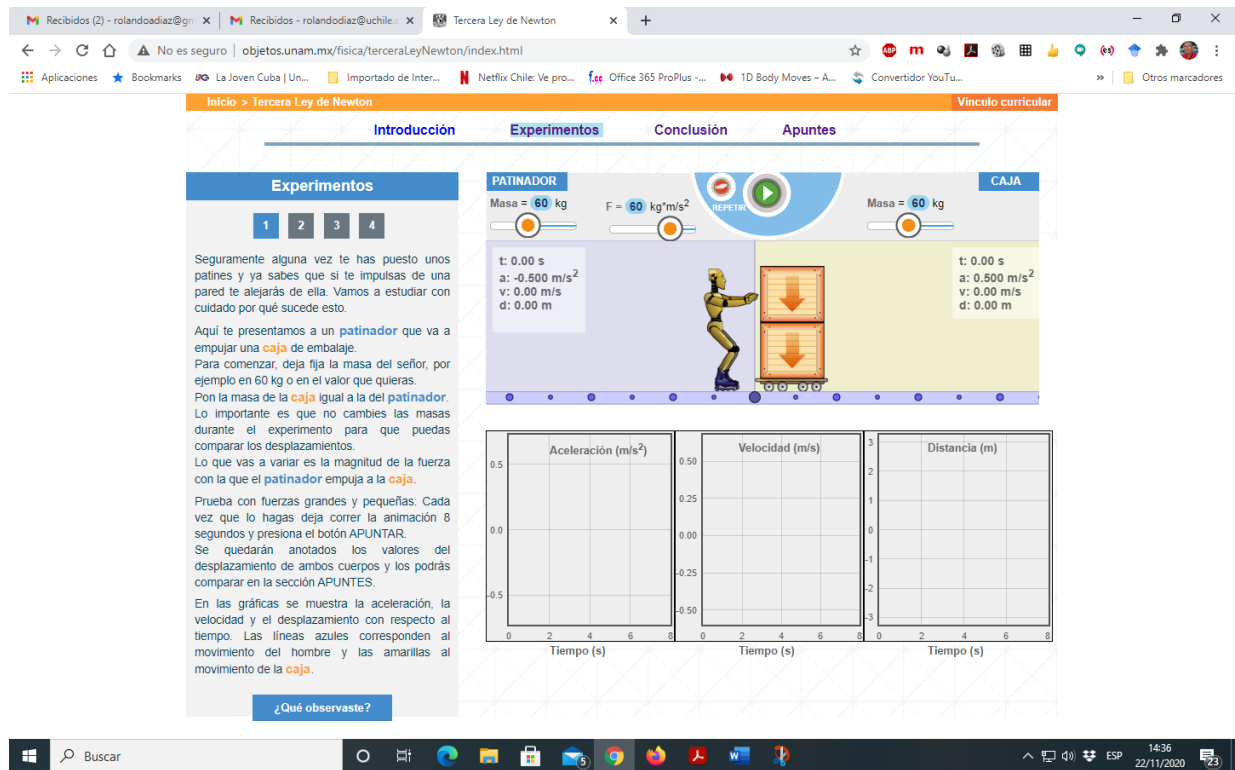 Recibidos (2) - rolandoadiaz@gm
Recibidos - rolandodiaz@uchile.c
Tercera Ley de Newton
No es seguro | objetos.unam.mx/fisica/terceraLeyNewton/index.html
Aplicaciones Bookmarks La Joven Cuba | Un... Importado de Inter... Netflix Chile: Ve pro... Office 365 ProPlus -... 1D Body Moves – A... Convertidor YouTu... » Otros marcadores
Inicio > Tercera Ley de Newton
Vínculo curricular
Introducción Experimentos Conclusión Apuntes
Experimentos
1 2 3 4
Seguramente alguna vez te has puesto unos
patines y ya sabes que si te impulsas de una
pared te alejarás de ella. Vamos a estudiar con
cuidado por qué sucede esto.
Aquí te presentamos a un patinador que va a
empujar una caja de embalaje.
Para comenzar, deja fija la masa del señor, por
ejemplo en 60 kg o en el valor que quieras.
Pon la masa de la caja igual a la del patinador.
Lo importante es que no cambies las masas
durante el experimento para que puedas
comparar los desplazamientos.
Lo que vas a variar es la magnitud de la fuerza
con la que el patinador empuja a la caja.
Prueba con fuerzas grandes y pequeñas. Cada
vez que lo hagas deja correr la animación 8
segundos y presiona el botón APUNTAR.
Se quedarán anotados los valores del
desplazamiento de ambos cuerpos y los podrás
comparar en la sección APUNTES.
En las gráficas se muestra la aceleración, la
velocidad y el desplazamiento con respecto al
tiempo. Las líneas azules corresponden al
movimiento del hombre y las amarillas al
movimiento de la caja.
¿Qué observaste?
PATINADOR
Masa = 60 kg
F = 60 kg*m/s²
REPETIR
CAJA
Masa = 60 kg
t: 0.00 s
a: -0.500 m/s²
v: 0.00 m/s
d: 0.00 m
t: 0.00 s
a: 0.500 m/s²
v: 0.00 m/s
d: 0.00 m
Aceleración (m/s²)
0.5
0.0
-0.5
0 2 4 6 8
Tiempo (s)
Velocidad (m/s)
0.50
0.25
0.00
-0.25
-0.50
0 2 4 6 8
Tiempo (s)
Distancia (m)
3
2
1
0
-1
-2
-3
0 2 4 6 8
Tiempo (s)
Buscar
5
ESP
14:36
22/11/2020
23